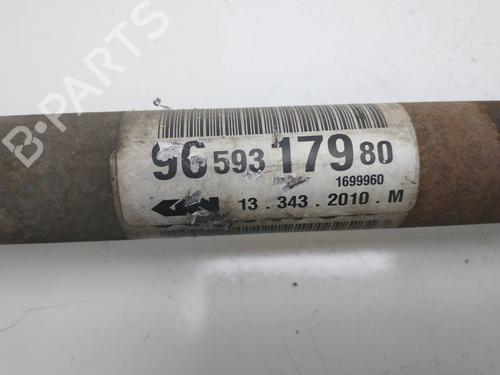 B-PARTS
96 593 179 80
1699960
13 . 343 . 2010 . M